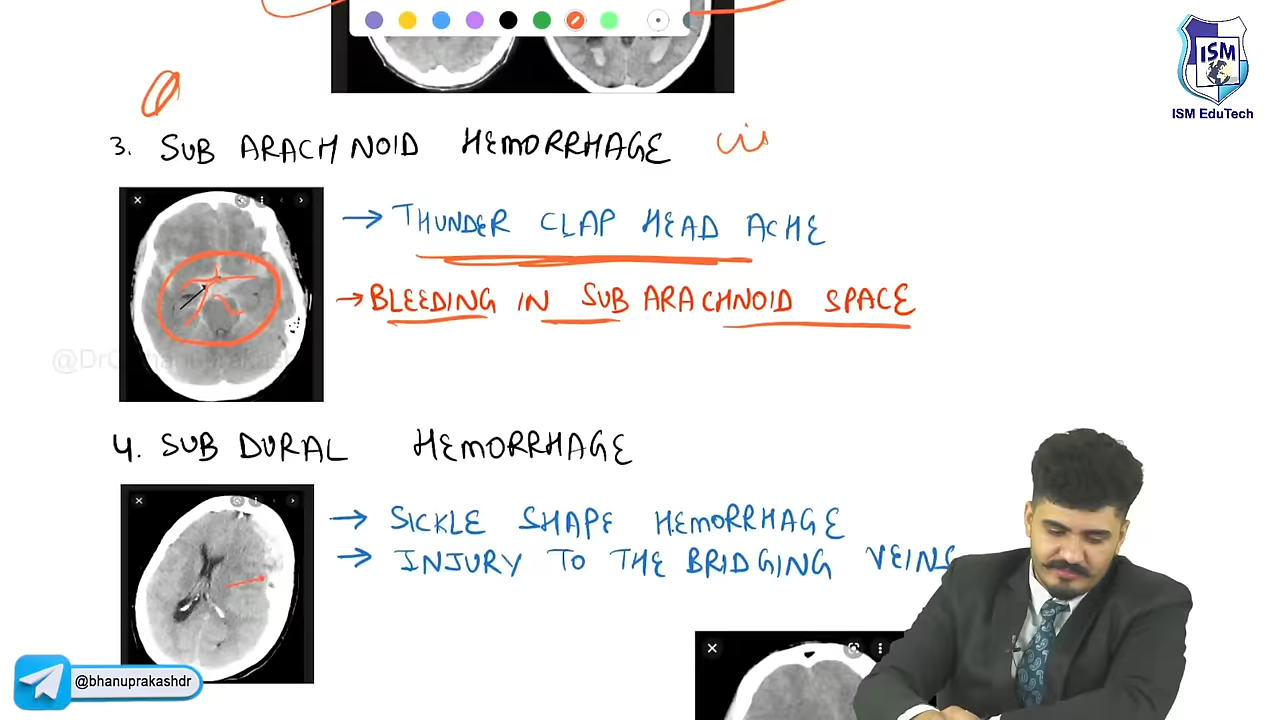 ISM
ISM EduTech
3. SUB ARACHNOID HEMORRHAGE
→ THUNDER CLAP HEAD ACHE
→ BLEEDING IN SUB ARACHNOID SPACE
4. SUB DURAL HEMORRHAGE
→ SICKLE SHAPE HEMORRHAGE
→ INJURY TO THE BRIDGING VEINS
@bhanuprakashdr